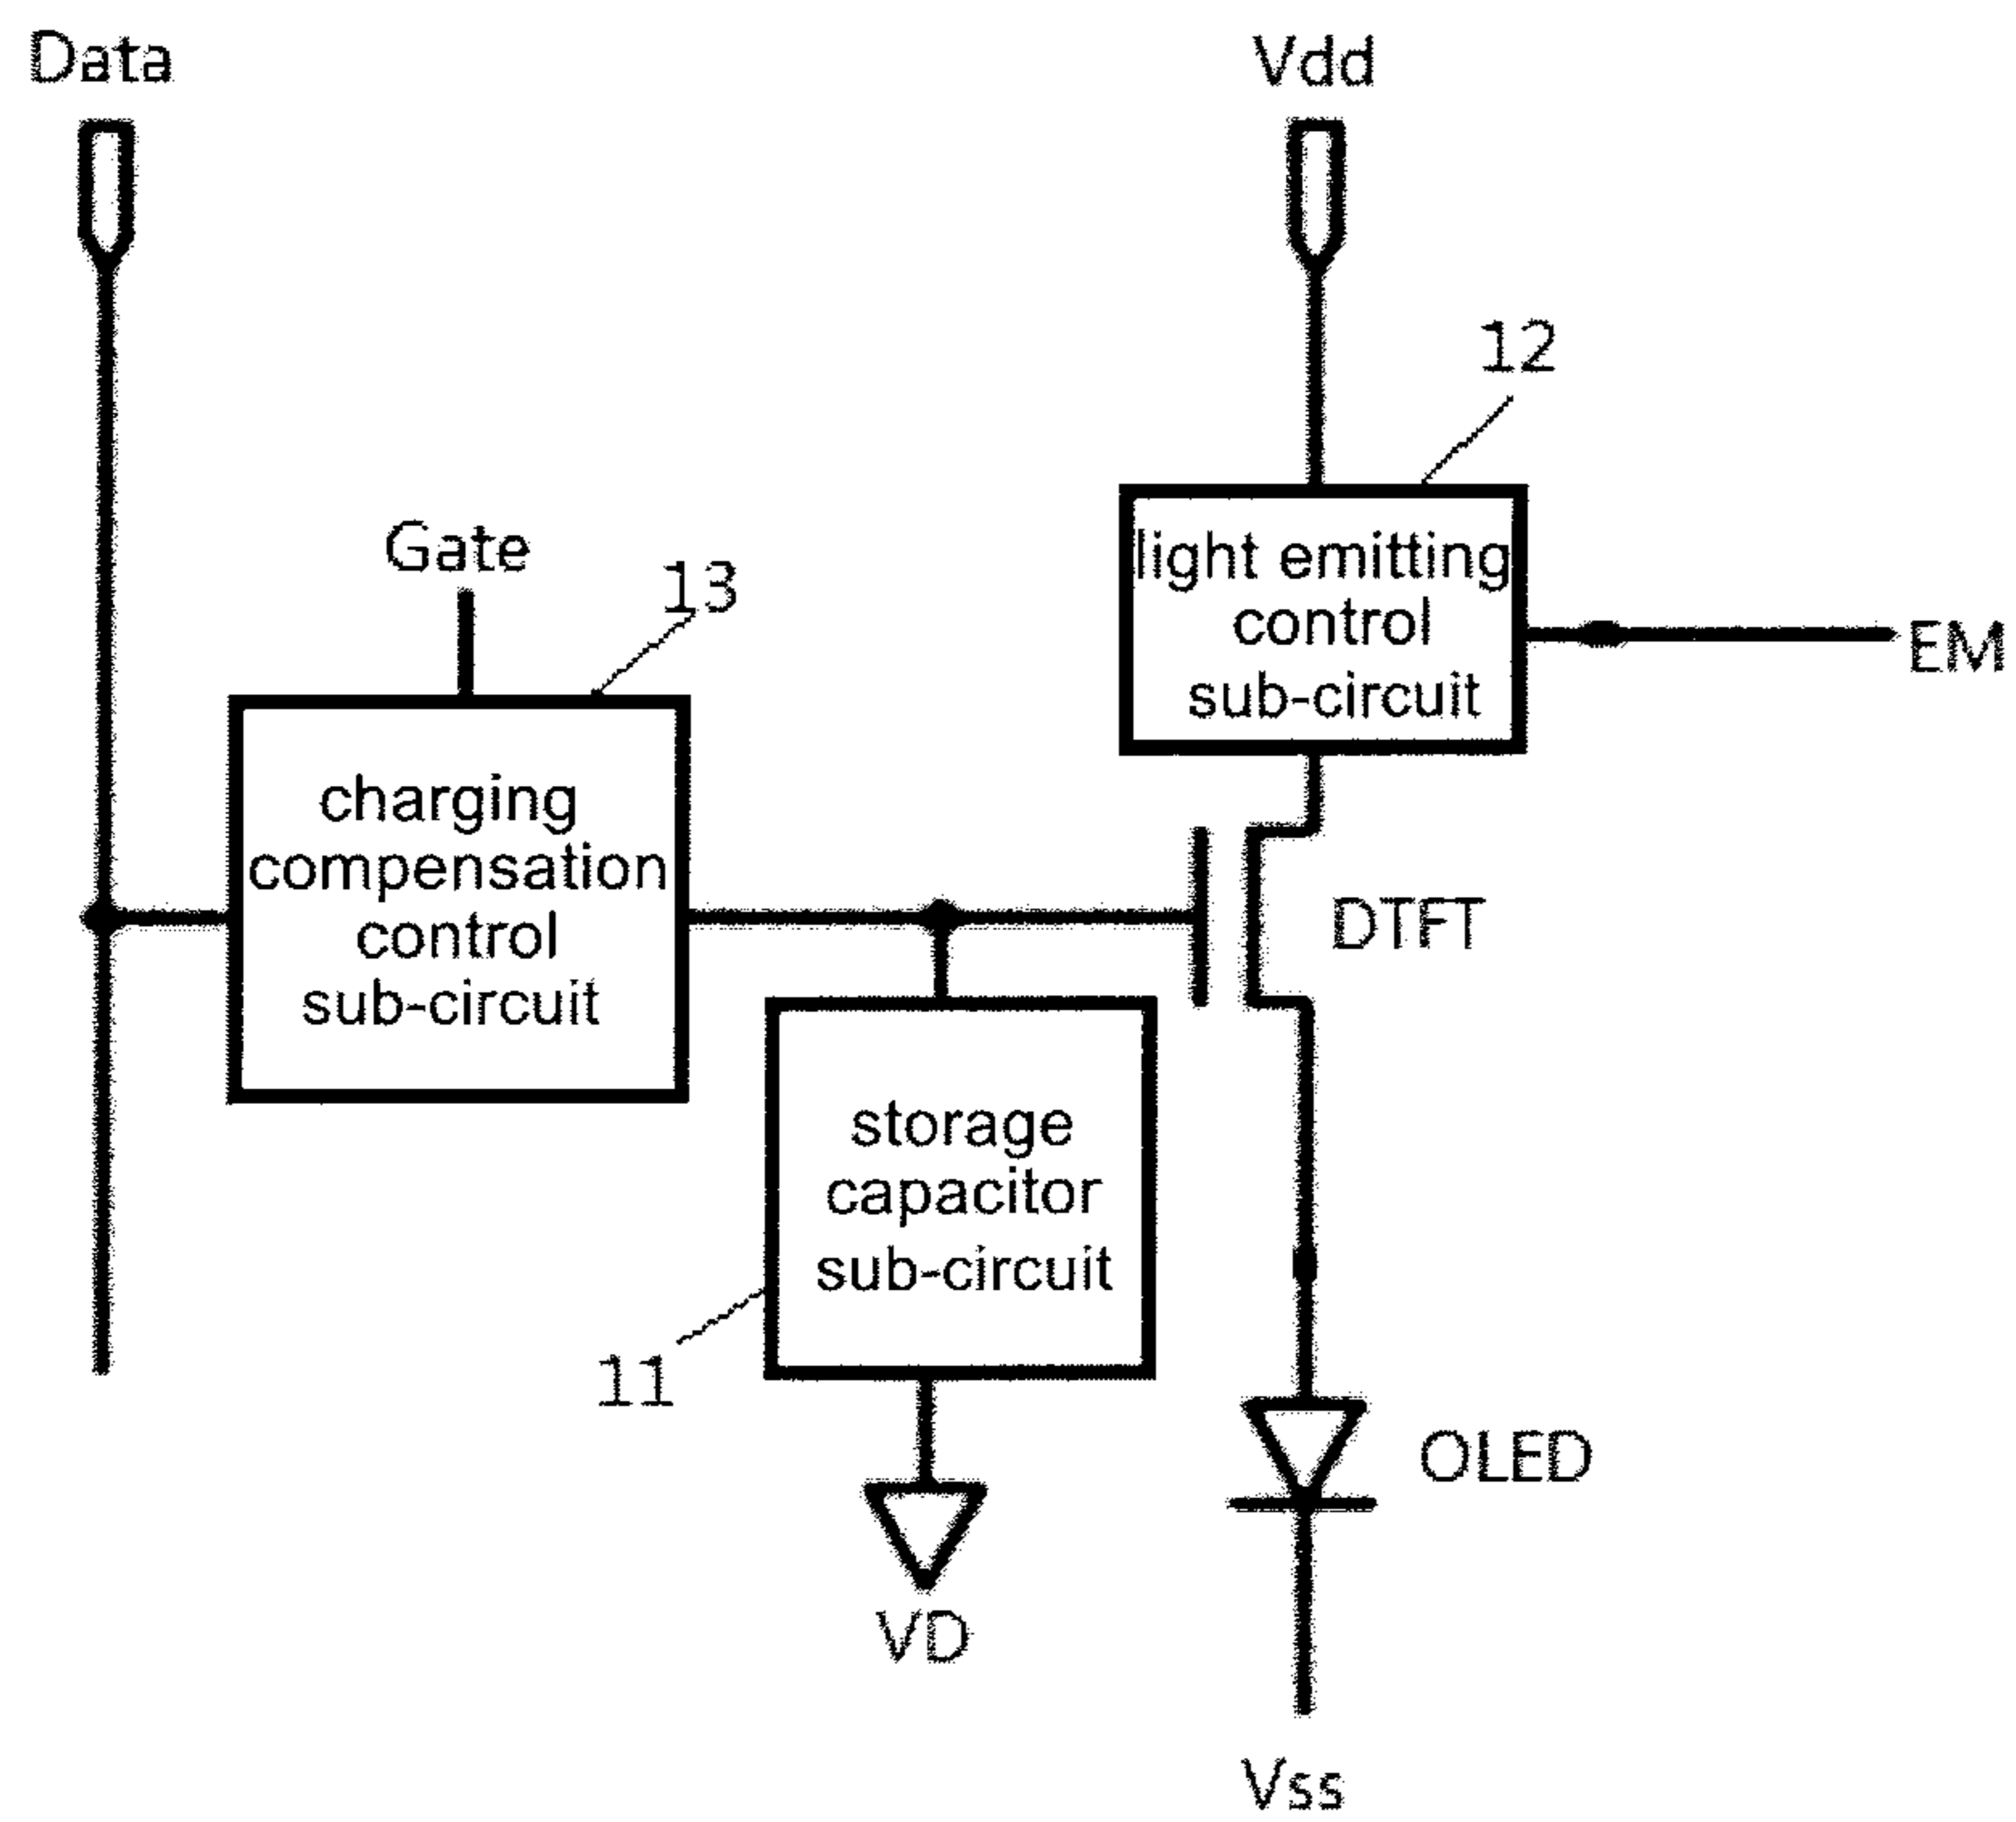 Data
Vdd
12
light emitting
control
sub-circuit
EM
Gate
13
charging
compensation
control
sub-circuit
DTFT
storage
capacitor
sub-circuit
11
OLED
VD
Vss